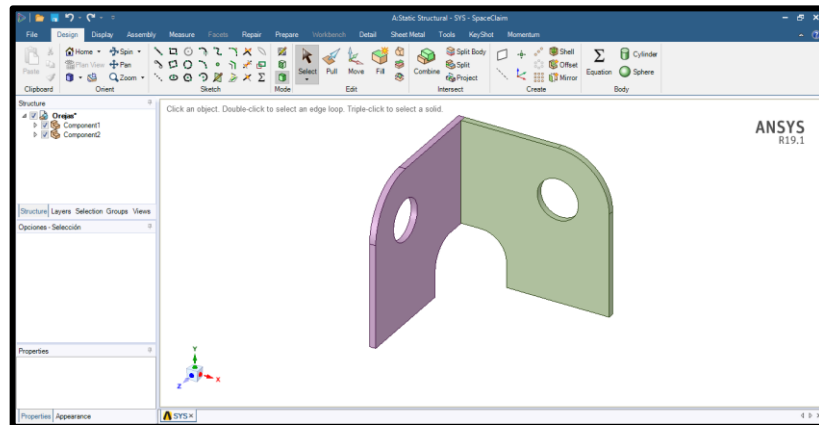 A:Static Structural - SYS - SpaceClaim
File Design Display Assembly Measure Facets Repair Prepare Workbench Detail Sheet Metal Tools KeyShot Momentum
Paste
Home Spin
Plan View Pan
Zoom
Select Pull Move Fill
Combine
Split Body
Split
Project
Shell
Offset
Mirror
Equation
Cylinder
Sphere
Clipboard Orient Sketch Mode Edit Intersect Create Body
Structure
Orejas*
Component1
Component2
Structure Layers Selection Groups Views
Opciones - Selección
Properties
Properties Appearance
Click an object. Double-click to select an edge loop. Triple-click to select a solid.
ANSYS
R19.1
Y
Z
X
SYS